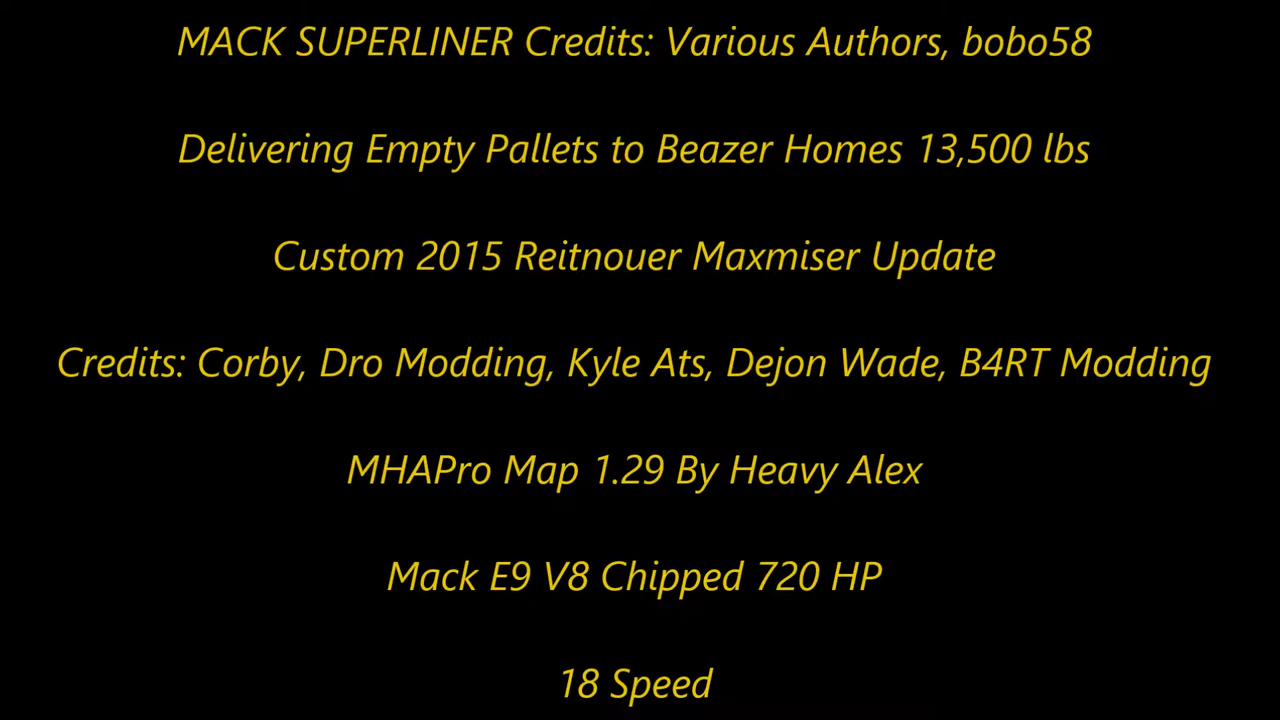 MACK SUPERLINER Credits: Various Authors, bobo58
Delivering Empty Pallets to Beazer Homes 13,500 lbs
Custom 2015 Reitnouer Maxmiser Update
Credits: Corby, Dro Modding, Kyle Ats, Dejon Wade, B4RT Modding
MHAPro Map 1.29 By Heavy Alex
Mack E9 V8 Chipped 720 HP
18 Speed